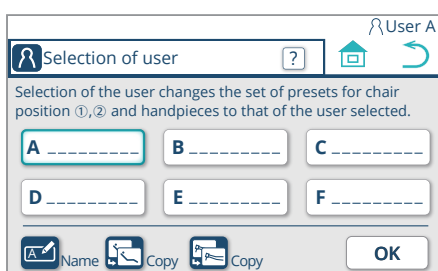 User A
Selection of user ?
Selection of the user changes the set of presets for chair
position ①,② and handpieces to that of the user selected.
A _________ B _________ C _________
D _________ E _________ F _________
A Name Copy Copy OK